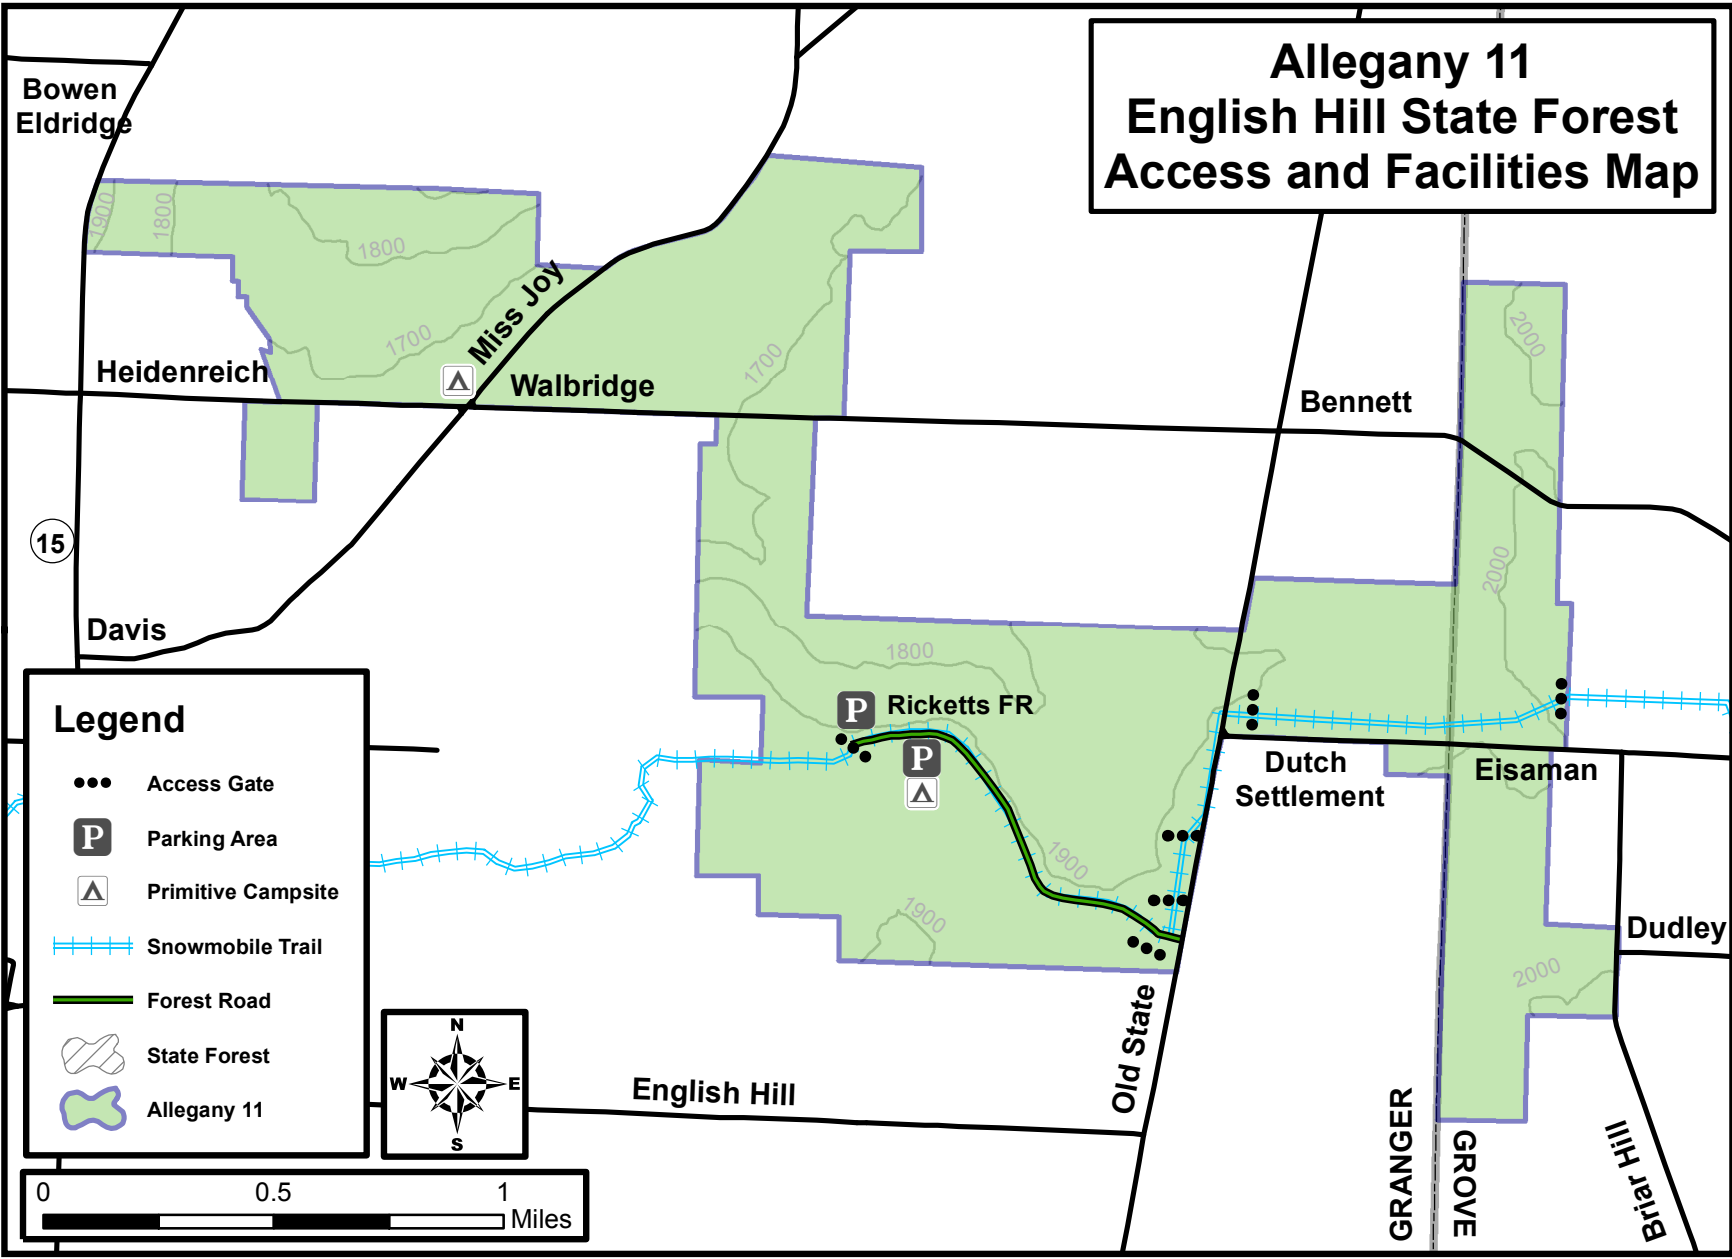 Allegany 11
English Hill State Forest
Access and Facilities Map
Bowen
Eldridge
1900
1800
1800
1700
Miss Joy
1700
2000
Heidenreich
Walbridge
Bennett
15
2000
Davis
1800
Ricketts FR
P
P
Dutch
Settlement
Eisaman
1900
1900
Dudley
2000
Old State
English Hill
GRANGER
GROVE
Briar Hill
Legend
Access Gate
P
Parking Area
Primitive Campsite
Snowmobile Trail
Forest Road
State Forest
Allegany 11
N
W
E
S
0
0.5
1
Miles